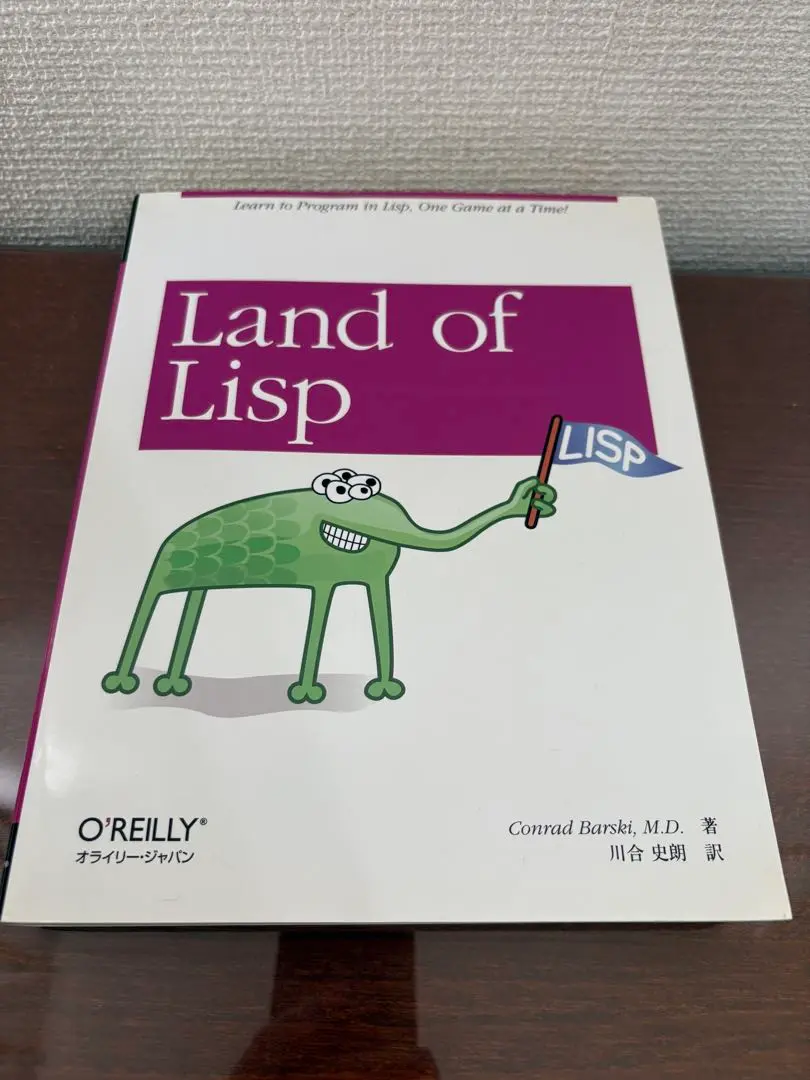 Learn to Program in Lisp, One Game at a Time!
Land of
Lisp
LISP
O'REILLY®
オライリー・ジャパン
Conrad Barski, M.D. 著
川合 史朗 訳